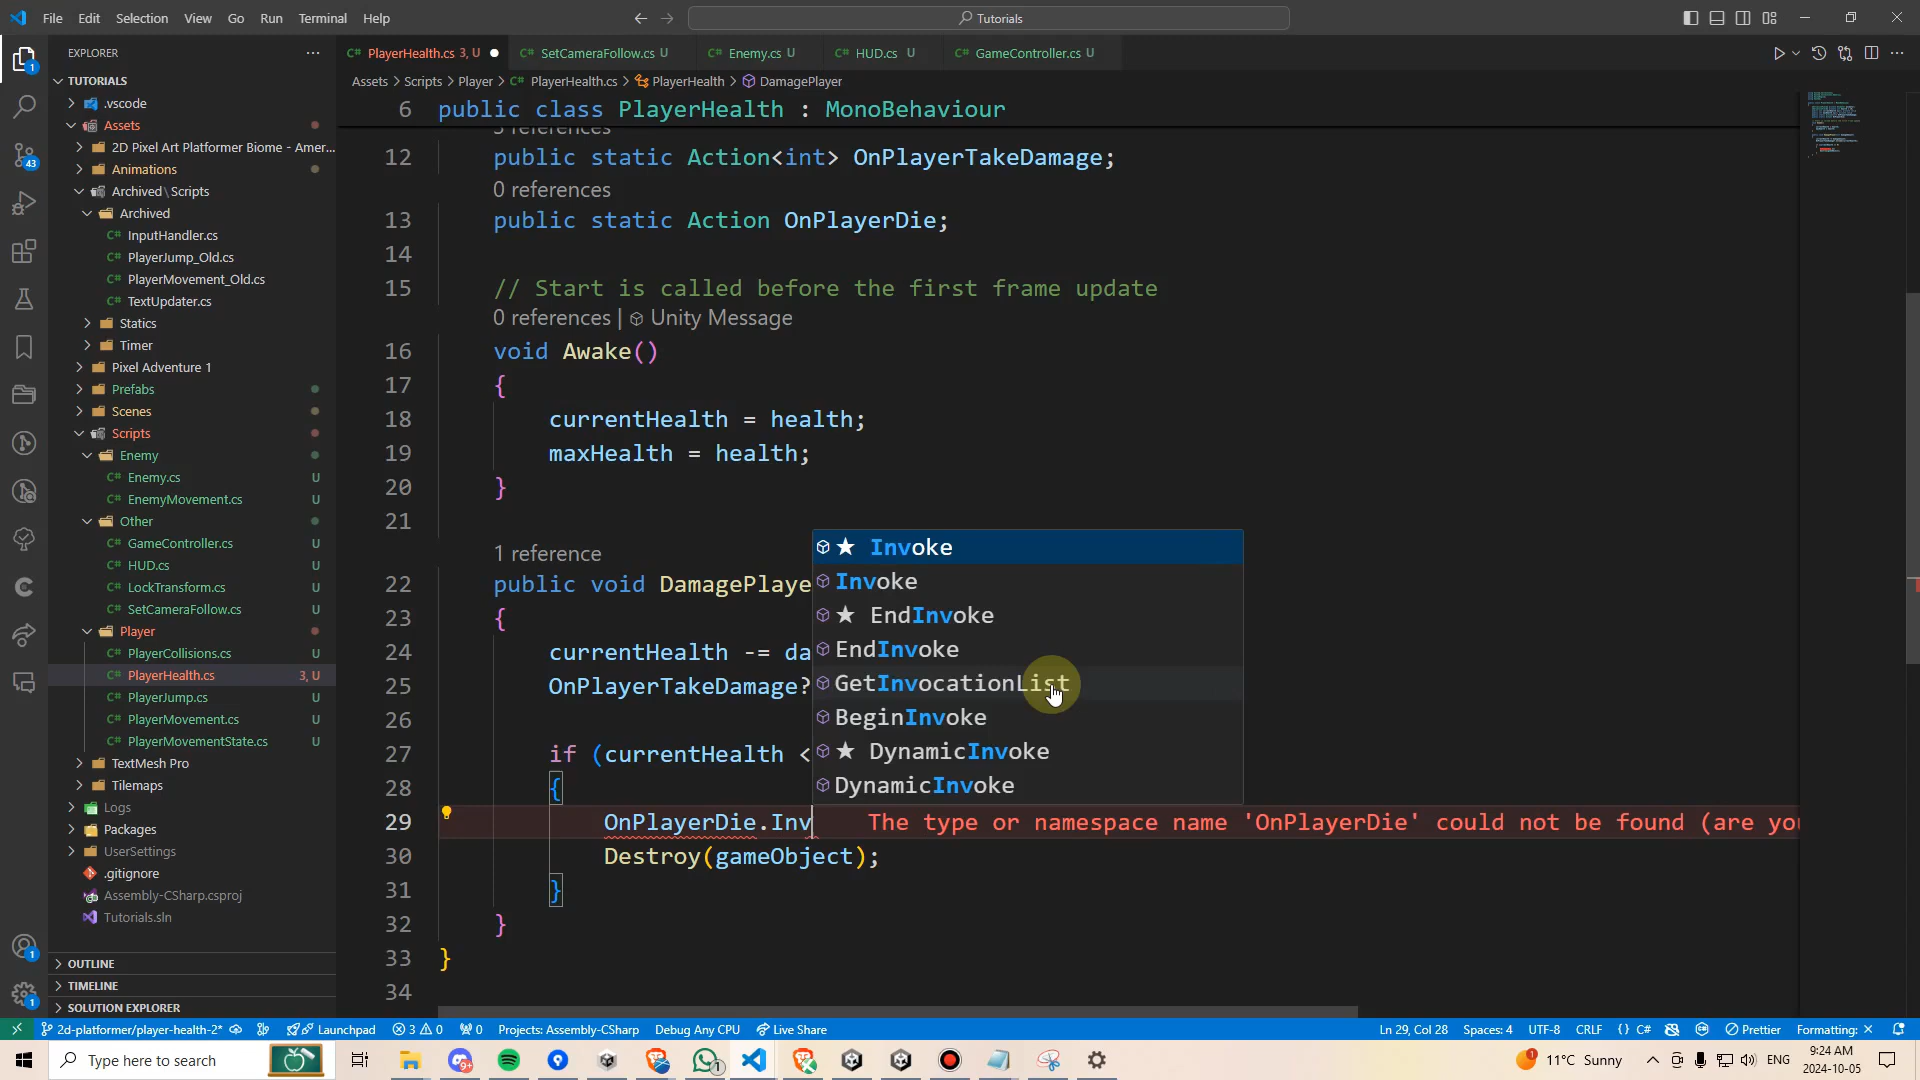 File Edit Selection View Go Run Terminal Help
Tutorials
EXPLORER
TUTORIALS
.vscode
Assets
2D Pixel Art Platformer Biome - Amer...
Animations
Archived\Scripts
Archived
InputHandler.cs
PlayerJump_Old.cs
PlayerMovement_Old.cs
TextUpdater.cs
Statics
Timer
Pixel Adventure 1
Prefabs
Scenes
Scripts
Enemy
Enemy.cs U
EnemyMovement.cs U
Other
GameController.cs U
HUD.cs U
LockTransform.cs U
SetCameraFollow.cs U
Player
PlayerCollisions.cs U
PlayerHealth.cs 3, U
PlayerJump.cs U
PlayerMovement.cs U
PlayerMovementState.cs U
TextMesh Pro
Tilemaps
Logs
Packages
UserSettings
.gitignore
Assembly-CSharp.csproj
Tutorials.sln
OUTLINE
TIMELINE
SOLUTION EXPLORER
PlayerHealth.cs 3, U SetCameraFollow.cs U Enemy.cs U HUD.cs U GameController.cs U
Assets > Scripts > Player > PlayerHealth.cs > PlayerHealth > DamagePlayer
6 public class PlayerHealth : MonoBehaviour
12 public static Action<int> OnPlayerTakeDamage;
0 references
13 public static Action OnPlayerDie;
14
15 // Start is called before the first frame update
0 references | Unity Message
16 void Awake()
17 {
18 currentHealth = health;
19 maxHealth = health;
20 }
21
1 reference
22 public void DamagePlaye
23 {
24 currentHealth -= da
25 OnPlayerTakeDamage?
26
27 if (currentHealth <
28 {
29 OnPlayerDie.Inv The type or namespace name 'OnPlayerDie' could not be found (are yo
30 Destroy(gameObject);
31 }
32 }
33 }
34
★ Invoke
Invoke
★ EndInvoke
EndInvoke
GetInvocationList
BeginInvoke
★ DynamicInvoke
DynamicInvoke
1
43
1
1
2d-platformer/player-health-2* Launchpad 3 0 0 Projects: Assembly-CSharp Debug Any CPU Live Share Ln 29, Col 28 Spaces: 4 UTF-8 CRLF {} C# Prettier Formatting: ×
Type here to search
9+
1
11°C Sunny ENG 9:24 AM
2024-10-05